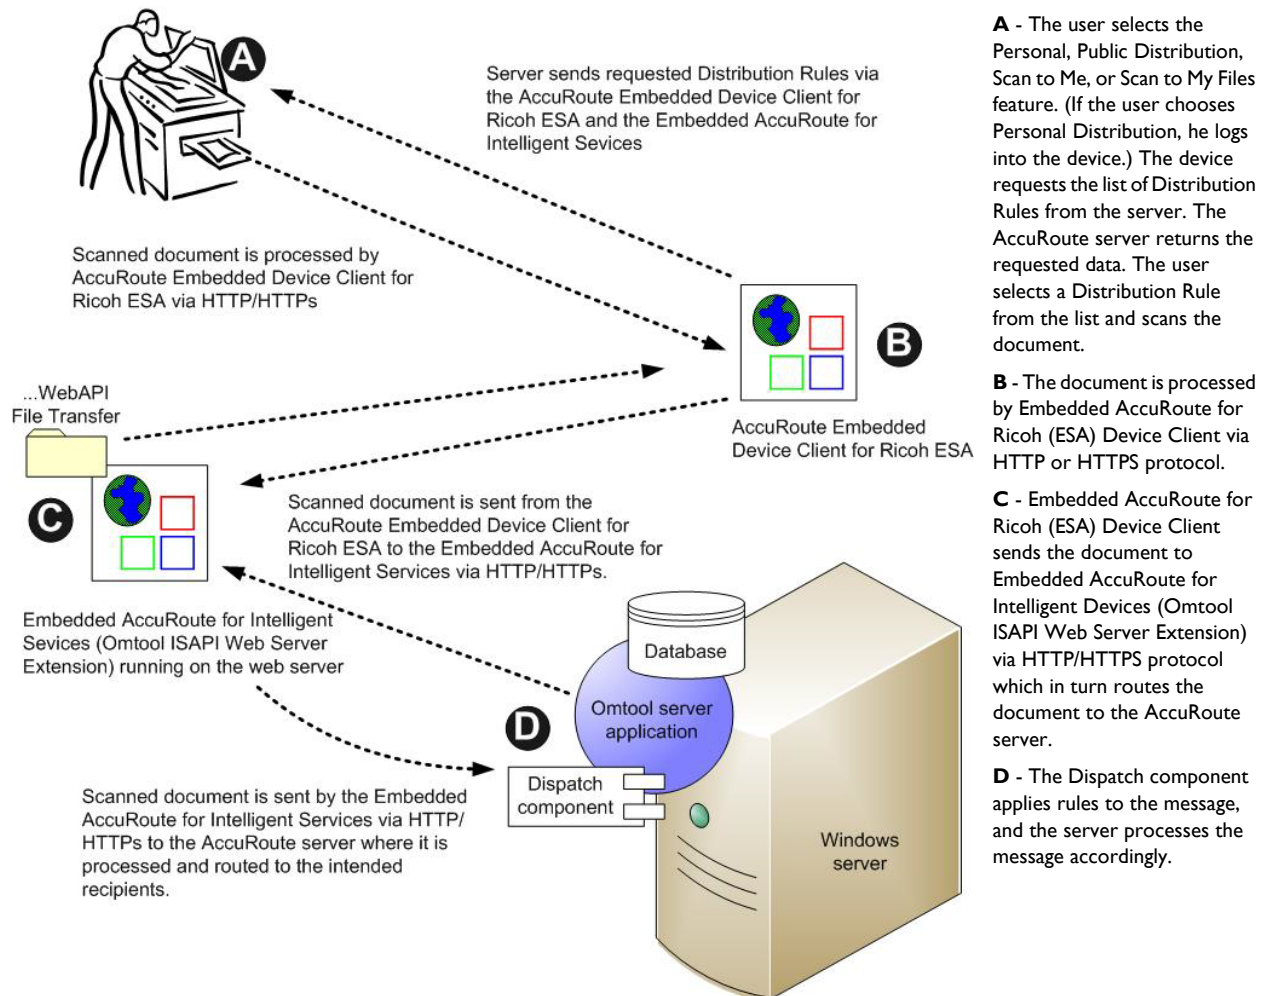 A
Server sends requested Distribution Rules via
the AccuRoute Embedded Device Client for
Ricoh ESA and the Embedded AccuRoute for
Intelligent Sevices
Scanned document is processed by
AccuRoute Embedded Device Client for
Ricoh ESA via HTTP/HTTPs
B
AccuRoute Embedded
Device Client for Ricoh ESA
...WebAPI
File Transfer
C
Scanned document is sent from the
AccuRoute Embedded Device Client for
Ricoh ESA to the Embedded AccuRoute for
Intelligent Services via HTTP/HTTPs.
Embedded AccuRoute for Intelligent
Sevices (Omtool ISAPI Web Server
Extension) running on the web server
Database
Omtool server
application
D
Dispatch
component
Windows
server
Scanned document is sent by the Embedded
AccuRoute for Intelligent Services via HTTP/
HTTPs to the AccuRoute server where it is
processed and routed to the intended
recipients.
A - The user selects the
Personal, Public Distribution,
Scan to Me, or Scan to My Files
feature. (If the user chooses
Personal Distribution, he logs
into the device.) The device
requests the list of Distribution
Rules from the server. The
AccuRoute server returns the
requested data. The user
selects a Distribution Rule
from the list and scans the
document.
B - The document is processed
by Embedded AccuRoute for
Ricoh (ESA) Device Client via
HTTP or HTTPS protocol.
C - Embedded AccuRoute for
Ricoh (ESA) Device Client
sends the document to
Embedded AccuRoute for
Intelligent Devices (Omtool
ISAPI Web Server Extension)
via HTTP/HTTPS protocol
which in turn routes the
document to the AccuRoute
server.
D - The Dispatch component
applies rules to the message,
and the server processes the
message accordingly.